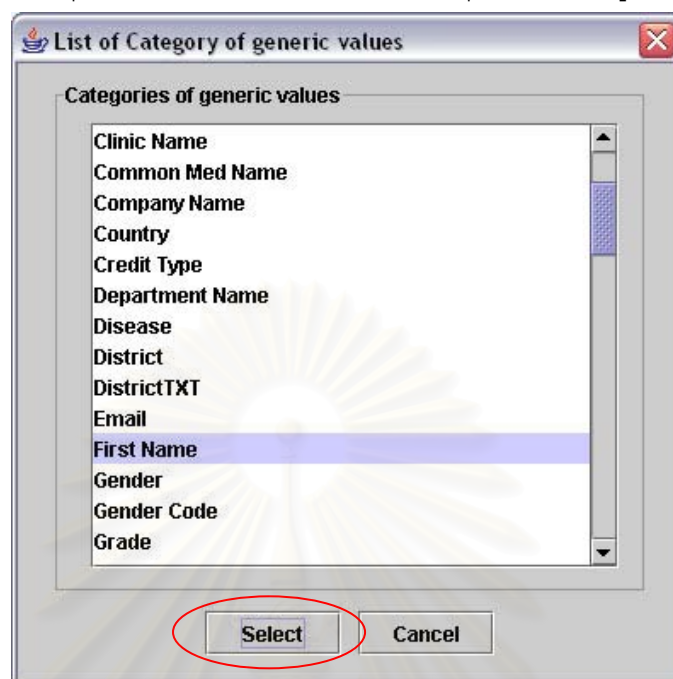 List of Category of generic values
Categories of generic values
Clinic Name
Common Med Name
Company Name
Country
Credit Type
Department Name
Disease
District
DistrictTXT
Email
First Name
Gender
Gender Code
Grade
Select
Cancel